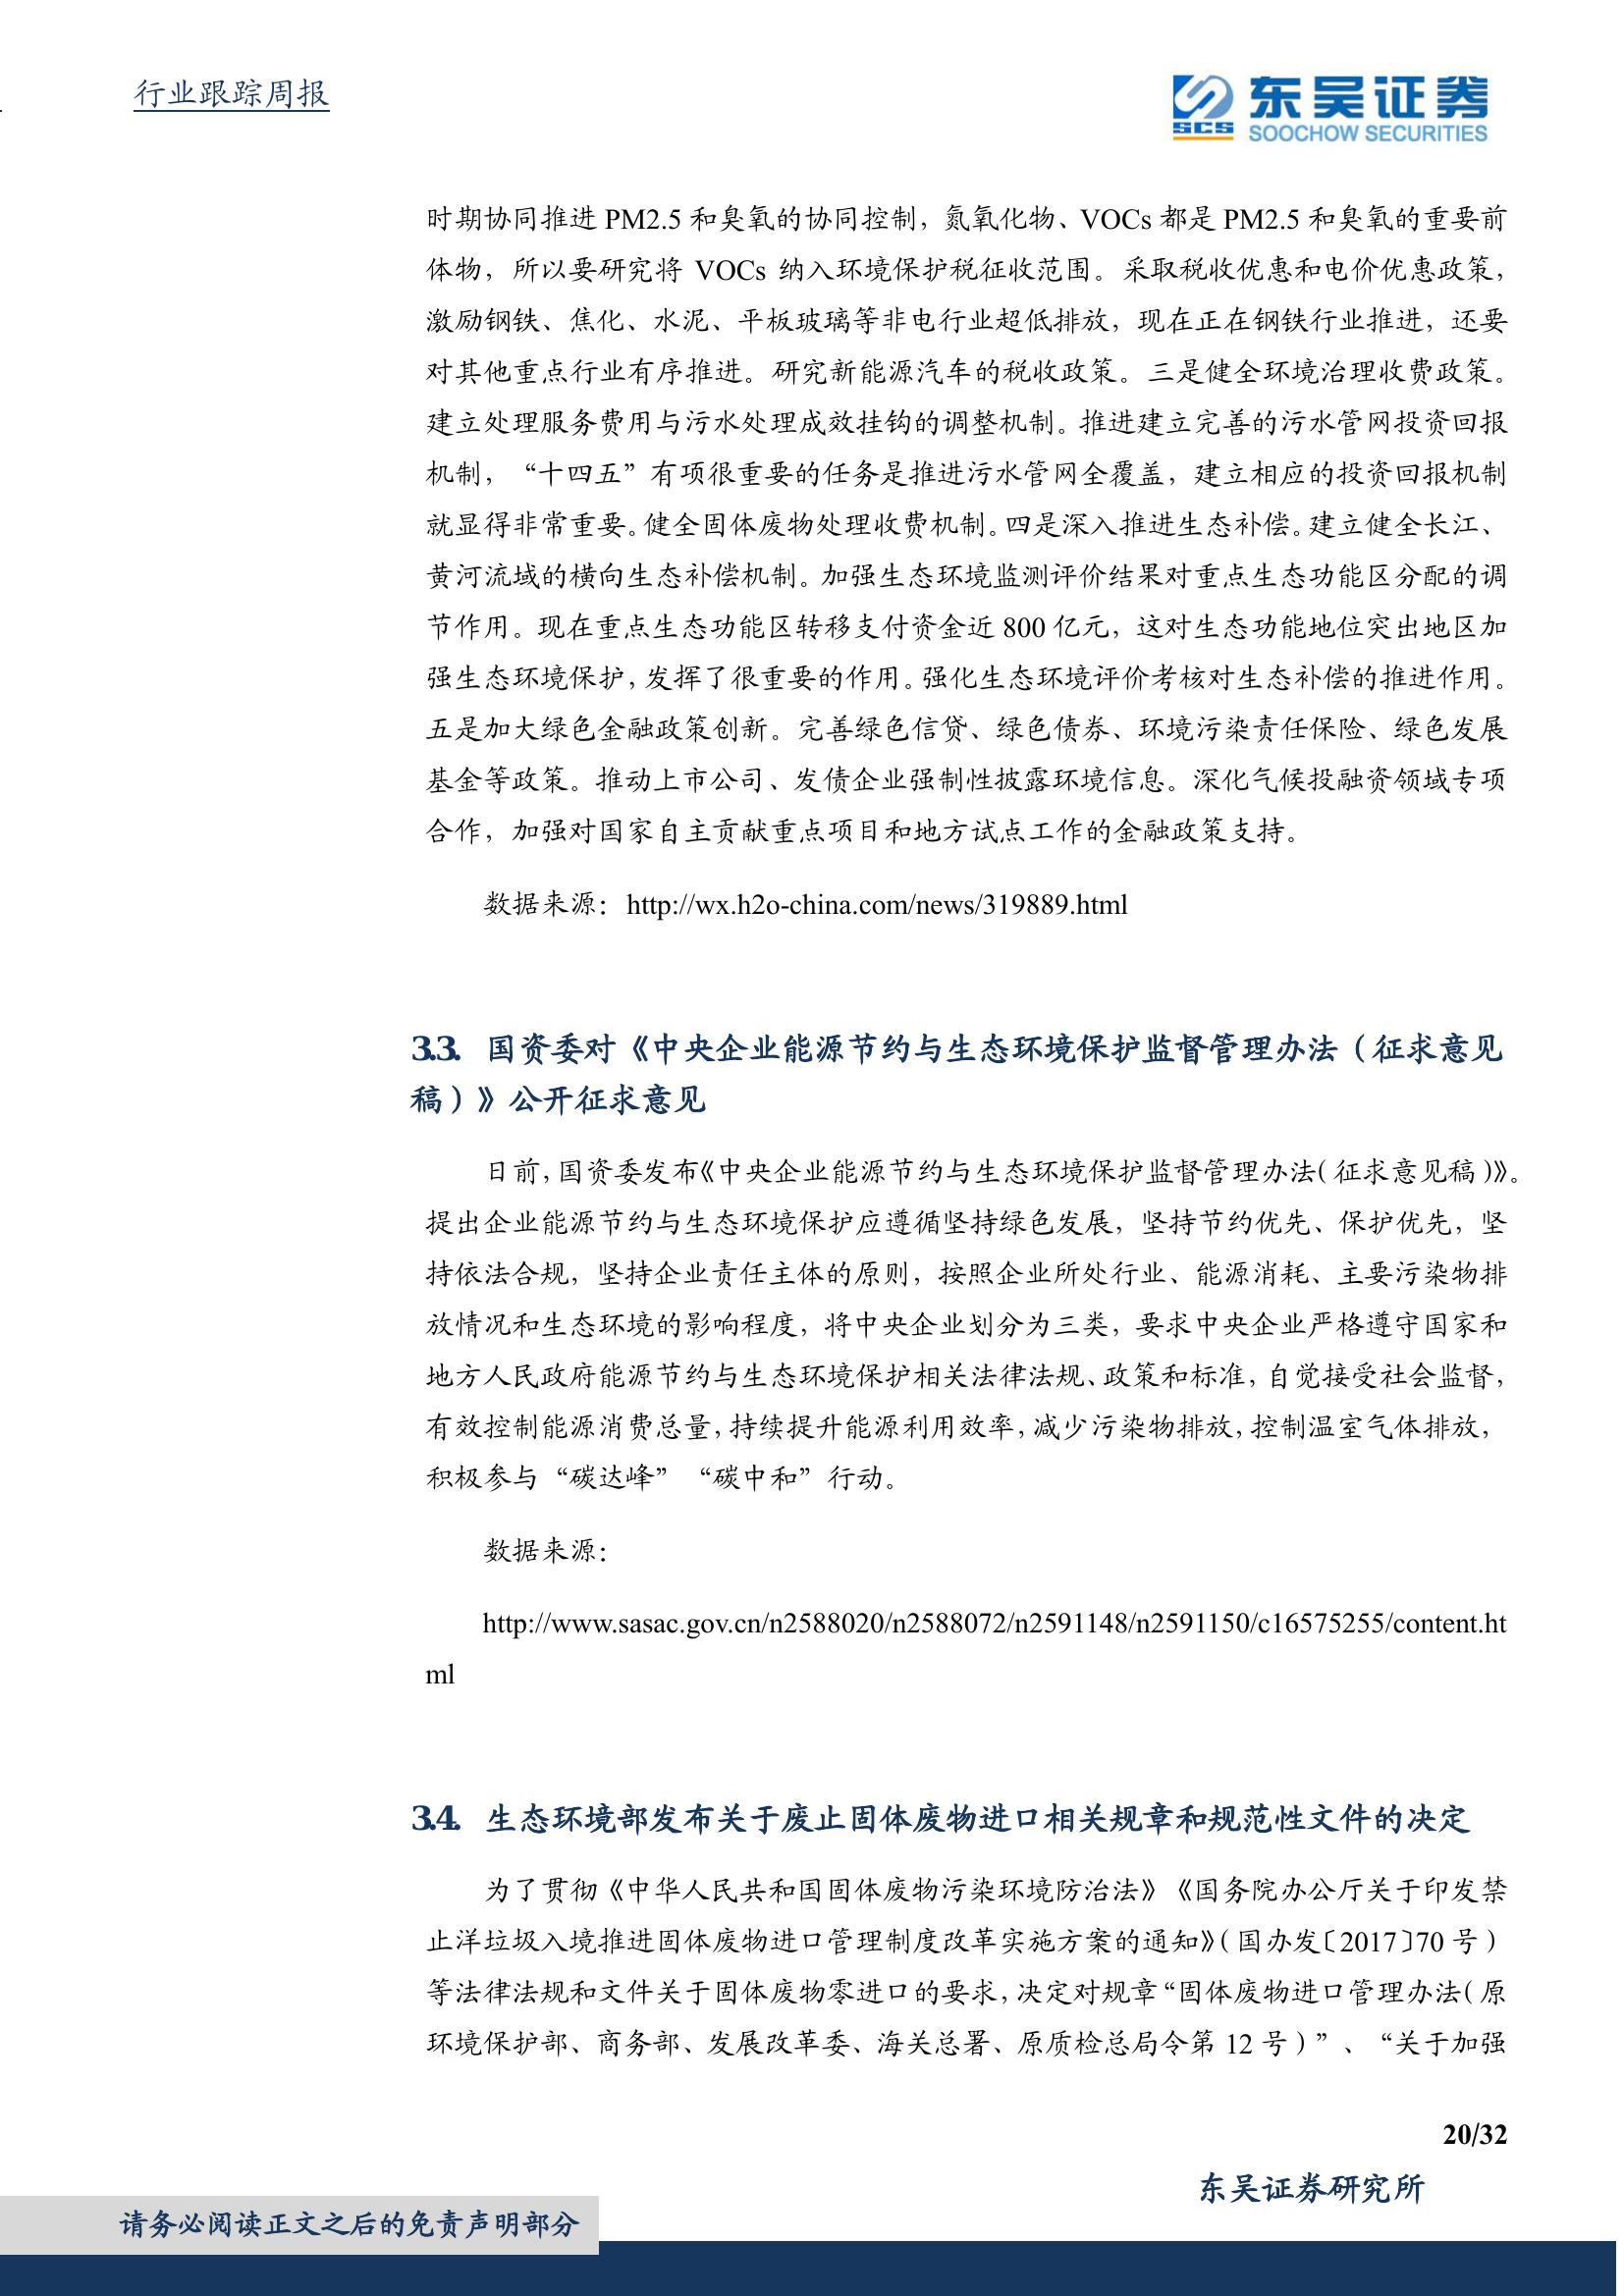 行业跟踪周报
SCS
东吴证券
SOOCHOW SECURITIES
时期协同推进 PM2.5 和臭氧的协同控制，氮氧化物、VOCs 都是 PM2.5 和臭氧的重要前
体物，所以要研究将 VOCs 纳入环境保护税征收范围。采取税收优惠和电价优惠政策，
激励钢铁、焦化、水泥、平板玻璃等非电行业超低排放，现在正在钢铁行业推进，还要
对其他重点行业有序推进。研究新能源汽车的税收政策。三是健全环境治理收费政策。
建立处理服务费用与污水处理成效挂钩的调整机制。推进建立完善的污水管网投资回报
机制，“十四五”有项很重要的任务是推进污水管网全覆盖，建立相应的投资回报机制
就显得非常重要。健全固体废物处理收费机制。四是深入推进生态补偿。建立健全长江、
黄河流域的横向生态补偿机制。加强生态环境监测评价结果对重点生态功能区分配的调
节作用。现在重点生态功能区转移支付资金近 800 亿元，这对生态功能地位突出地区加
强生态环境保护，发挥了很重要的作用。强化生态环境评价考核对生态补偿的推进作用。
五是加大绿色金融政策创新。完善绿色信贷、绿色债券、环境污染责任保险、绿色发展
基金等政策。推动上市公司、发债企业强制性披露环境信息。深化气候投融资领域专项
合作，加强对国家自主贡献重点项目和地方试点工作的金融政策支持。
数据来源：http://wx.h2o-china.com/news/319889.html
3.3. 国资委对《中央企业能源节约与生态环境保护监督管理办法（征求意见
稿）》公开征求意见
日前，国资委发布《中央企业能源节约与生态环境保护监督管理办法（征求意见稿）》。
提出企业能源节约与生态环境保护应遵循坚持绿色发展，坚持节约优先、保护优先，坚
持依法合规，坚持企业责任主体的原则，按照企业所处行业、能源消耗、主要污染物排
放情况和生态环境的影响程度，将中央企业划分为三类，要求中央企业严格遵守国家和
地方人民政府能源节约与生态环境保护相关法律法规、政策和标准，自觉接受社会监督，
有效控制能源消费总量，持续提升能源利用效率，减少污染物排放，控制温室气体排放，
积极参与“碳达峰”“碳中和”行动。
数据来源：
http://www.sasac.gov.cn/n2588020/n2588072/n2591148/n2591150/c16575255/content.ht
ml
3.4. 生态环境部发布关于废止固体废物进口相关规章和规范性文件的决定
为了贯彻《中华人民共和国固体废物污染环境防治法》《国务院办公厅关于印发禁
止洋垃圾入境推进固体废物进口管理制度改革实施方案的通知》（国办发〔2017〕70 号）
等法律法规和文件关于固体废物零进口的要求，决定对规章“固体废物进口管理办法（原
环境保护部、商务部、发展改革委、海关总署、原质检总局令第 12 号）”、“关于加强
20/32
东吴证券研究所
请务必阅读正文之后的免责声明部分